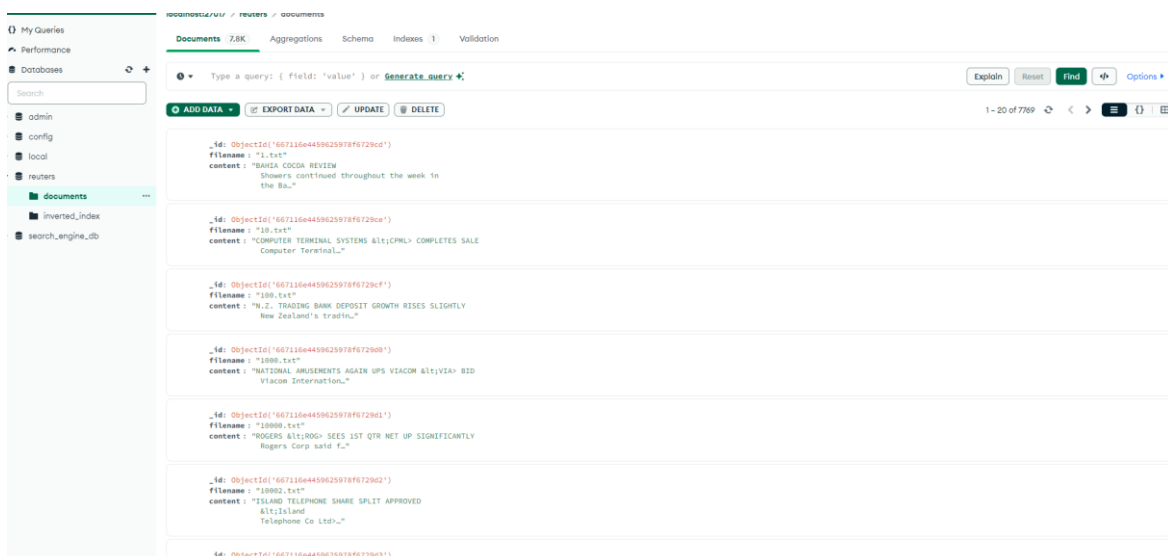 localhost:27017 / reuters / documents
{} My Queries
Performance
Databases
Search
admin
config
local
reuters
documents
inverted_index
search_engine_db
Documents 7.8K Aggregations Schema Indexes 1 Validation
Type a query: { field: 'value' } or Generate query
Explain Reset Find </> Options
ADD DATA EXPORT DATA UPDATE DELETE
1 – 20 of 7769
_id: ObjectId('667116e4459625978f6729cd')
filename : "1.txt"
content : "BAHIA COCOA REVIEW
Showers continued throughout the week in
the Ba…"
_id: ObjectId('667116e4459625978f6729ce')
filename : "10.txt"
content : "COMPUTER TERMINAL SYSTEMS &lt;CPML> COMPLETES SALE
Computer Terminal…"
_id: ObjectId('667116e4459625978f6729cf')
filename : "100.txt"
content : "N.Z. TRADING BANK DEPOSIT GROWTH RISES SLIGHTLY
New Zealand's tradin…"
_id: ObjectId('667116e4459625978f6729d0')
filename : "1000.txt"
content : "NATIONAL AMUSEMENTS AGAIN UPS VIACOM &lt;VIA> BID
Viacom Internation…"
_id: ObjectId('667116e4459625978f6729d1')
filename : "10000.txt"
content : "ROGERS &lt;ROG> SEES 1ST QTR NET UP SIGNIFICANTLY
Rogers Corp said f…"
_id: ObjectId('667116e4459625978f6729d2')
filename : "10002.txt"
content : "ISLAND TELEPHONE SHARE SPLIT APPROVED
&lt;Island
Telephone Co Ltd>…"
_id: ObjectId('667116e4459625978f6729d3')